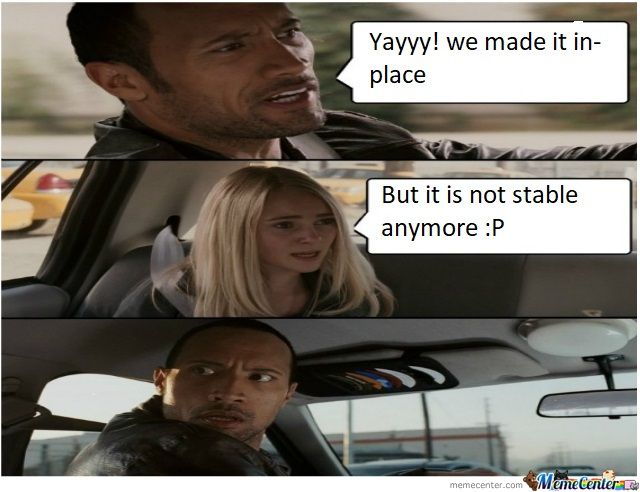 Yayyy! we made it in-
place
But it is not stable
anymore :P
memecenter.com MemeCenter